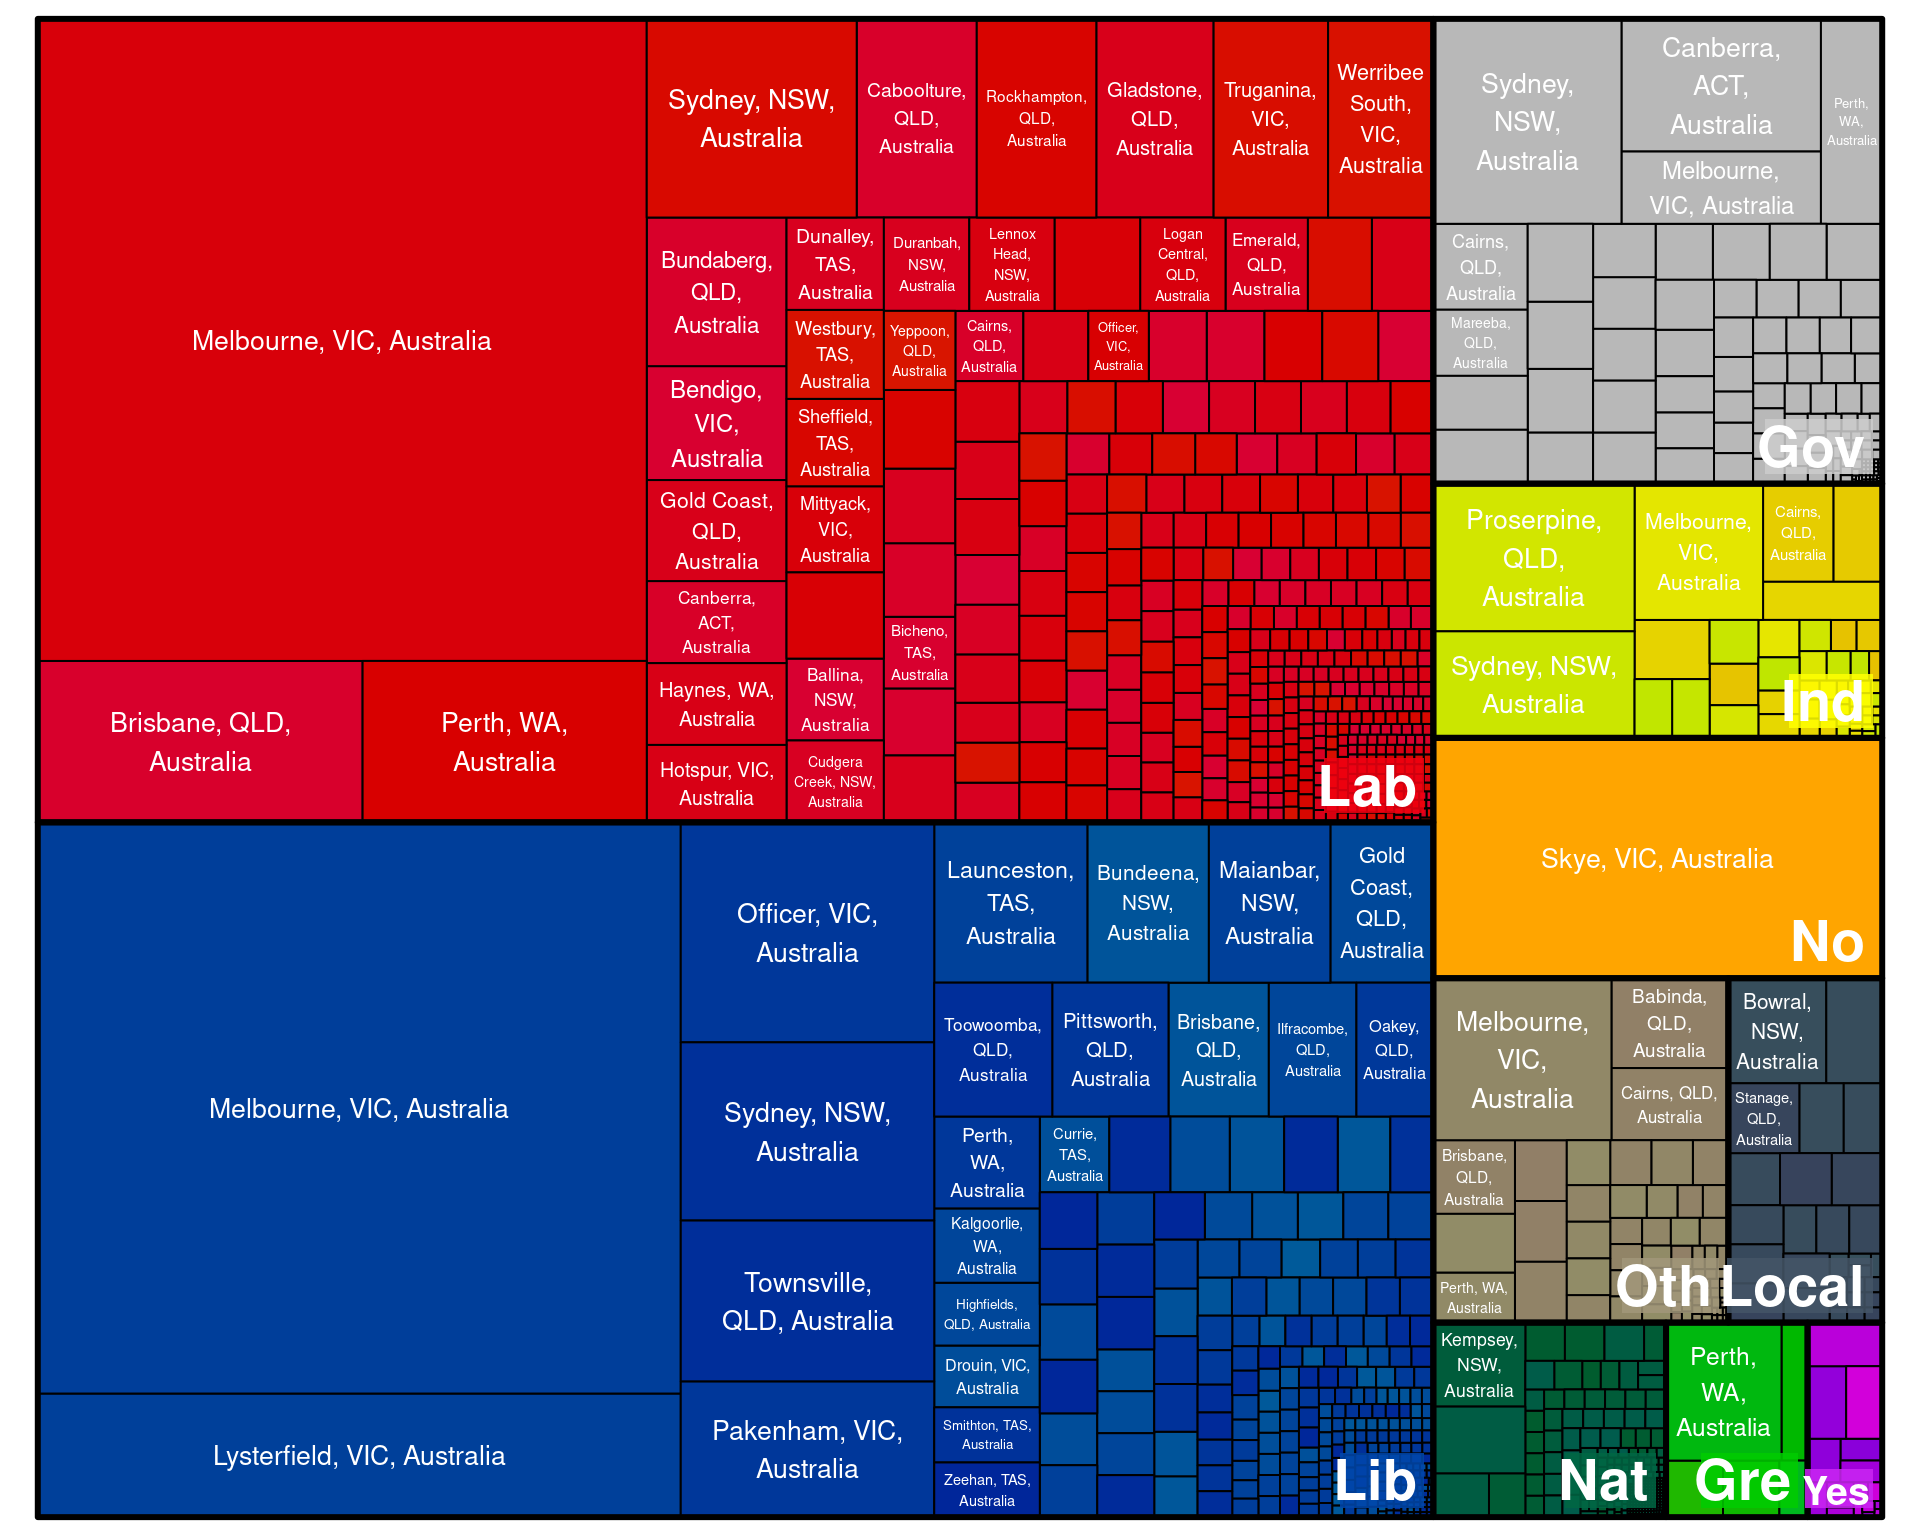 Melbourne, VIC, Australia
Brisbane, QLD,
Australia
Perth, WA,
Australia
Sydney, NSW,
Australia
Caboolture,
QLD,
Australia
Rockhampton,
QLD,
Australia
Gladstone,
QLD,
Australia
Truganina,
VIC,
Australia
Werribee
South,
VIC,
Australia
Bundaberg,
QLD,
Australia
Bendigo,
VIC,
Australia
Gold Coast,
QLD,
Australia
Canberra,
ACT,
Australia
Haynes, WA,
Australia
Hotspur, VIC,
Australia
Dunalley,
TAS,
Australia
Westbury,
TAS,
Australia
Sheffield,
TAS,
Australia
Mittyack,
VIC,
Australia
Ballina,
NSW,
Australia
Cudgera
Creek, NSW,
Australia
Duranbah,
NSW,
Australia
Lennox
Head,
NSW,
Australia
Logan
Central,
QLD,
Australia
Emerald,
QLD,
Australia
Yeppoon,
QLD,
Australia
Cairns,
QLD,
Australia
Officer,
VIC,
Australia
Bicheno,
TAS,
Australia
Lab
Melbourne, VIC, Australia
Lysterfield, VIC, Australia
Officer, VIC,
Australia
Sydney, NSW,
Australia
Townsville,
QLD, Australia
Pakenham, VIC,
Australia
Launceston,
TAS,
Australia
Bundeena,
NSW,
Australia
Maianbar,
NSW,
Australia
Gold
Coast,
QLD,
Australia
Toowoomba,
QLD,
Australia
Pittsworth,
QLD,
Australia
Brisbane,
QLD,
Australia
Ilfracombe,
QLD,
Australia
Oakey,
QLD,
Australia
Perth,
WA,
Australia
Currie,
TAS,
Australia
Kalgoorlie,
WA,
Australia
Highfields,
QLD, Australia
Drouin, VIC,
Australia
Smithton, TAS,
Australia
Zeehan, TAS,
Australia
Lib
Sydney,
NSW,
Australia
Canberra,
ACT,
Australia
Melbourne,
VIC, Australia
Perth,
WA,
Australia
Cairns,
QLD,
Australia
Mareeba,
QLD,
Australia
Gov
Proserpine,
QLD,
Australia
Sydney, NSW,
Australia
Melbourne,
VIC,
Australia
Cairns,
QLD,
Australia
Ind
Skye, VIC, Australia
No
Melbourne,
VIC,
Australia
Babinda,
QLD,
Australia
Cairns, QLD,
Australia
Brisbane,
QLD,
Australia
Perth, WA,
Australia
Oth
Bowral,
NSW,
Australia
Stanage,
QLD,
Australia
Local
Kempsey,
NSW,
Australia
Nat
Perth,
WA,
Australia
Gre
Yes